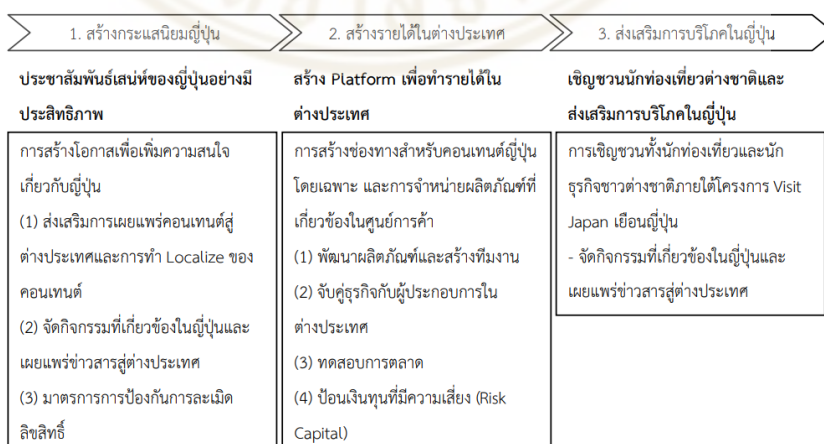 1. สร้างกระแสนิยมญี่ปุ่น
2. สร้างรายได้ในต่างประเทศ
3. ส่งเสริมการบริโภคในญี่ปุ่น
ประชาสัมพันธ์เสน่ห์ของญี่ปุ่นอย่างมี
ประสิทธิภาพ
สร้าง Platform เพื่อทำรายได้ใน
ต่างประเทศ
เชิญชวนนักท่องเที่ยวต่างชาติและ
ส่งเสริมการบริโภคในญี่ปุ่น
การสร้างโอกาสเพื่อเพิ่มความสนใจ
เกี่ยวกับญี่ปุ่น
(1) ส่งเสริมการเผยแพร่คอนเทนต์สู่
ต่างประเทศและการทำ Localize ของ
คอนเทนต์
(2) จัดกิจกรรมที่เกี่ยวข้องในญี่ปุ่นและ
เผยแพร่ข่าวสารสู่ต่างประเทศ
(3) มาตรการการป้องกันการละเมิด
ลิขสิทธิ์
การสร้างช่องทางสำหรับคอนเทนต์ญี่ปุ่น
โดยเฉพาะ และการจำหน่ายผลิตภัณฑ์ที่
เกี่ยวข้องในศูนย์การค้า
(1) พัฒนาผลิตภัณฑ์และสร้างทีมงาน
(2) จับคู่ธุรกิจกับผู้ประกอบการใน
ต่างประเทศ
(3) ทดสอบการตลาด
(4) ป้อนเงินทุนที่มีความเสี่ยง (Risk
Capital)
การเชิญชวนทั้งนักท่องเที่ยวและนัก
ธุรกิจชาวต่างชาติภายใต้โครงการ Visit
Japan เยือนญี่ปุ่น
- จัดกิจกรรมที่เกี่ยวข้องในญี่ปุ่นและ
เผยแพร่ข่าวสารสู่ต่างประเทศ